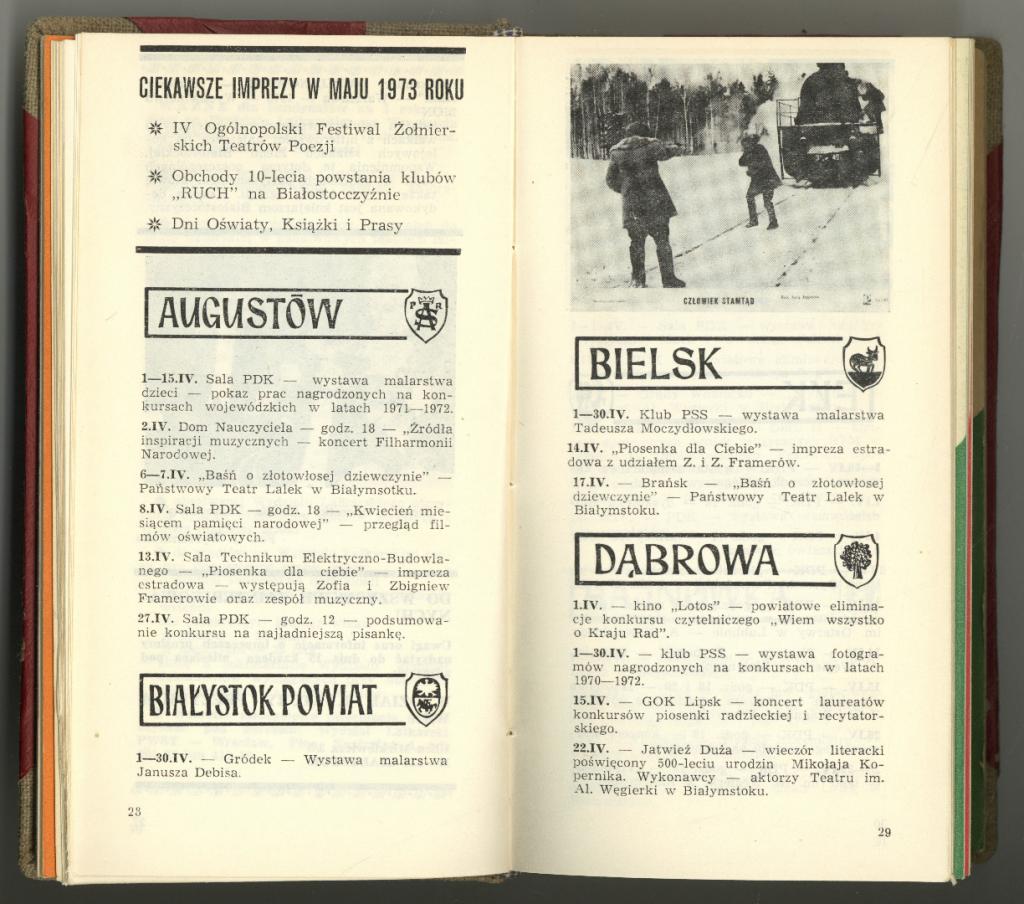 CIEKAWSZE IMPREZY W MAJU 1973 ROKU
IV Ogólnopolski Festiwal Żołnier-
skich Teatrów Poezji
Obchody 10-lecia powstania klubów
„RUCH” na Białostocczyźnie
Dni Oświaty, Książki i Prasy
AUGUSTÓW
P R
1—15.IV. Sala PDK — wystawa malarstwa
dzieci — pokaz prac nagrodzonych na kon-
kursach wojewódzkich w latach 1971—1972.
2.IV. Dom Nauczyciela — godz. 18 — „Źródła
inspiracji muzycznych — koncert Filharmonii
Narodowej.
6—7.IV. „Baśń o złotowłosej dziewczynie” —
Państwowy Teatr Lalek w Białymsotku.
8.IV. Sala PDK — godz. 18 — „Kwiecień mie-
siącem pamięci narodowej” — przegląd fil-
mów oświatowych.
13.IV. Sala Technikum Elektryczno-Budowla-
nego — „Piosenka dla ciebie” — impreza
estradowa — występują Zofia i Zbigniew
Framerowie oraz zespół muzyczny.
27.IV. Sala PDK — godz. 12 — podsumowa-
nie konkursu na najładniejszą pisankę.
BIAŁYSTOK POWIAT
1—30.IV. — Gródek — Wystawa malarstwa
Janusza Debisa.
28
CZŁOWIEK STAMTĄD
BIELSK
1—30.IV. Klub PSS — wystawa malarstwa
Tadeusza Moczydłowskiego.
14.IV. „Piosenka dla Ciebie” — impreza estra-
dowa z udziałem Z. i Z. Framerów.
17.IV. — Brańsk — „Baśń o złotowłosej
dziewczynie” — Państwowy Teatr Lalek w
Białymstoku.
DĄBROWA
1.IV. — kino „Lotos” — powiatowe elimina-
cje konkursu czytelniczego „Wiem wszystko
o Kraju Rad”.
1—30.IV. — klub PSS — wystawa fotogra-
mów nagrodzonych na konkursach w latach
1970—1972.
15.IV. — GOK Lipsk — koncert laureatów
konkursów piosenki radzieckiej i recytator-
skiego.
22.IV. — Jatwieź Duża — wieczór literacki
poświęcony 500-leciu urodzin Mikołaja Ko-
pernika. Wykonawcy — aktorzy Teatru im.
Al. Węgierki w Białymstoku.
29